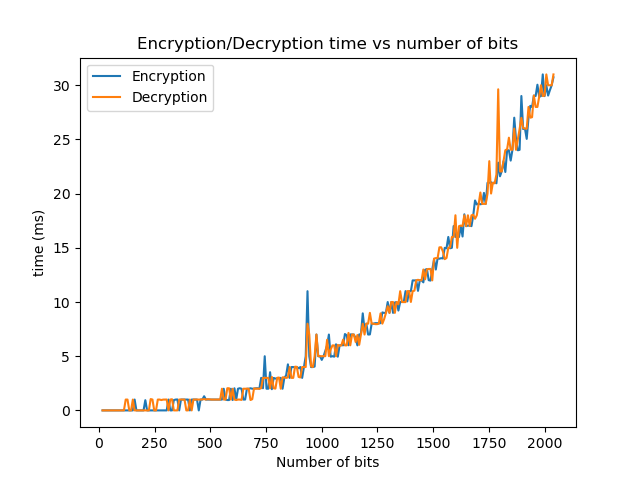 Encryption/Decryption time vs number of bits
Encryption
Decryption
30
25
20
15
10
5
0
time (ms)
0 250 500 750 1000 1250 1500 1750 2000
Number of bits